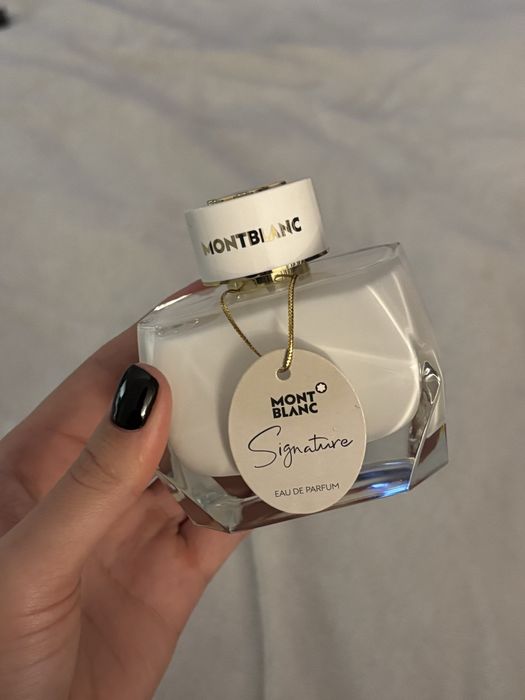 MONTBLANC
MONT
BLANC
Signature
EAU DE PARFUM